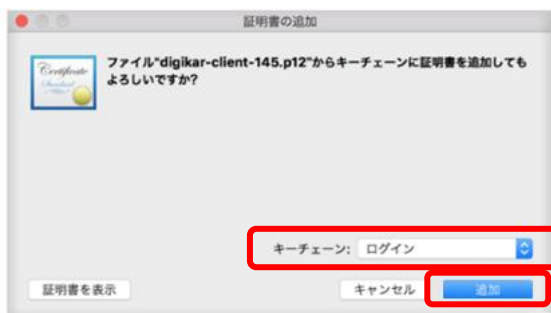 証明書の追加
Certificate
Standard
ファイル"digikar-client-145.p12"からキーチェーンに証明書を追加しても
よろしいですか?
キーチェーン: ログイン
証明書を表示
キャンセル
追加